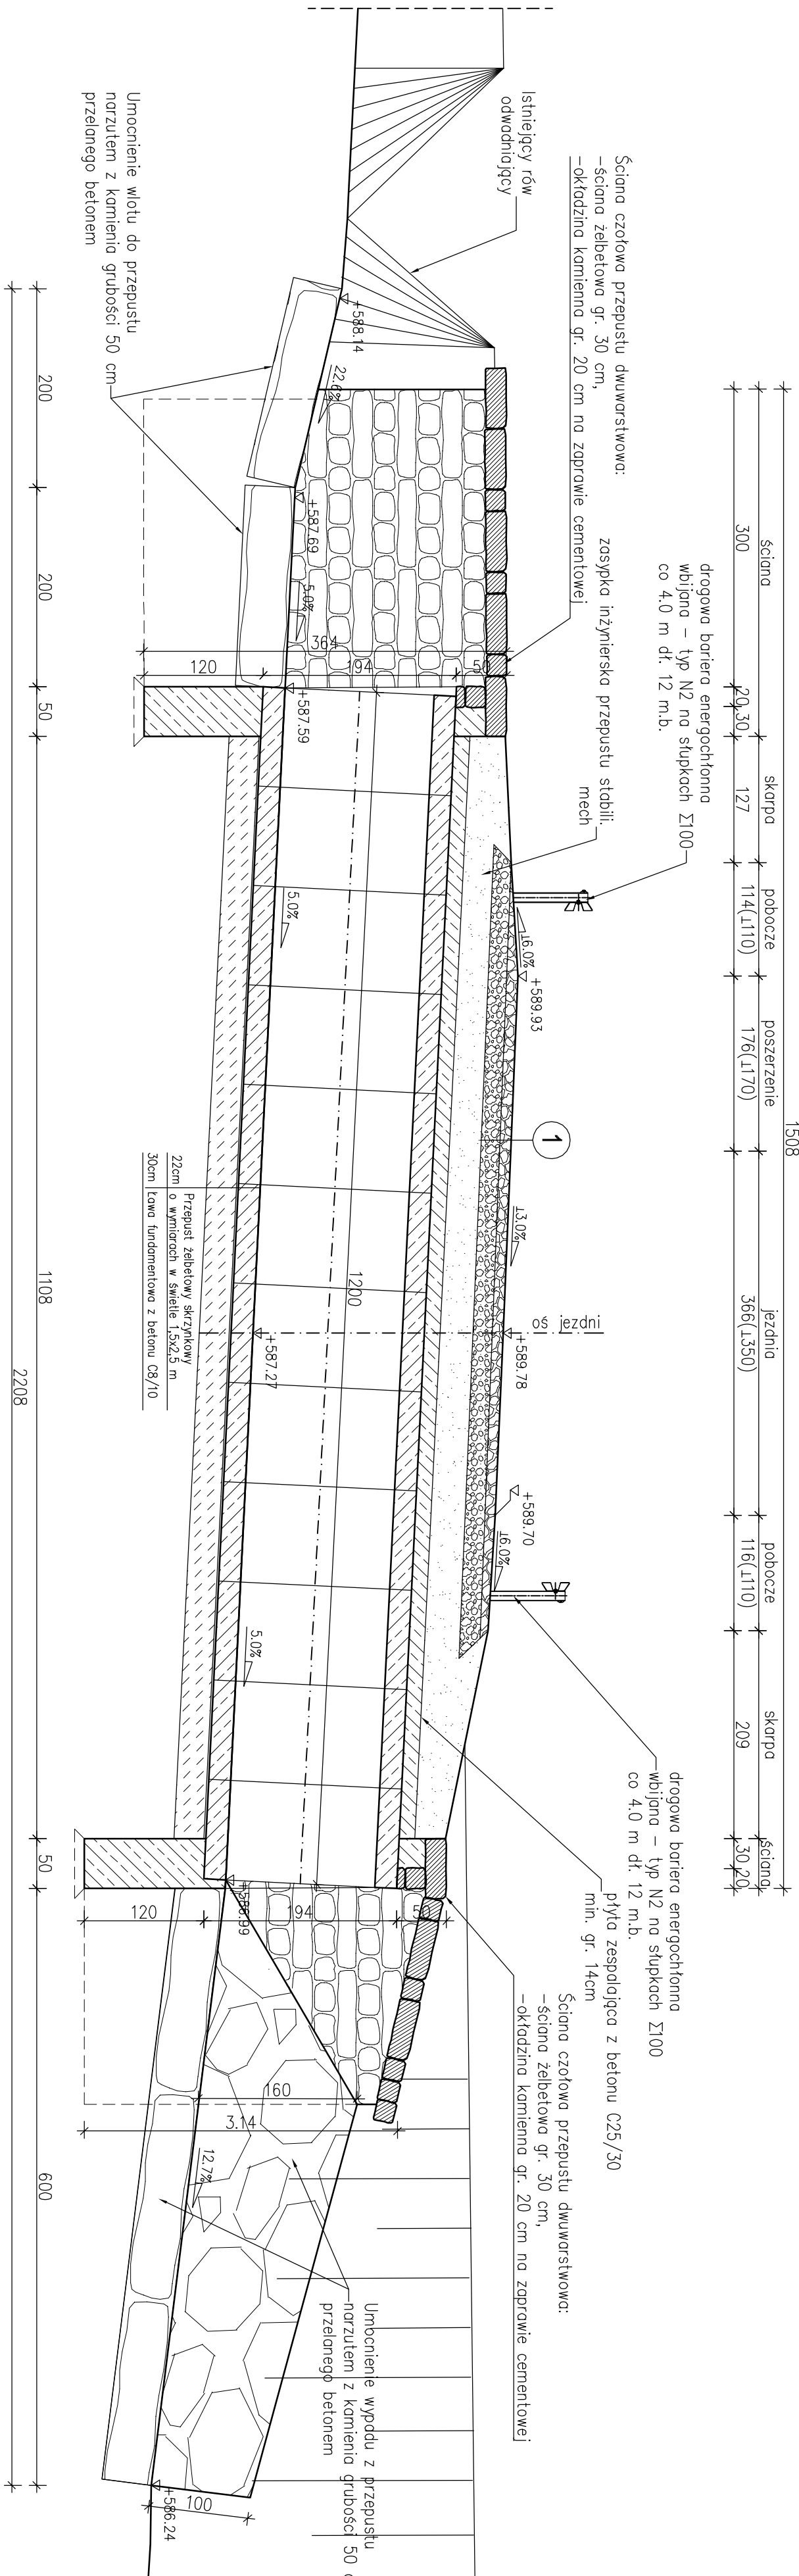 1508
ściana
skarpa
pobocze
poszerzenie
jezdnia
pobocze
skarpa
ściana
300
20
30
127
114(⊥110)
176(⊥170)
366(⊥350)
116(⊥110)
209
30
20
drogowa bariera energochłonna
wbijana – typ N2 na słupkach Σ100
co 4.0 m dł. 12 m.b.
drogowa bariera energochłonna
wbijana – typ N2 na słupkach Σ100
co 4.0 m dł. 12 m.b.
Ściana czołowa przepustu dwuwarstwowa:
-ściana żelbetowa gr. 30 cm,
-okładzina kamienna gr. 20 cm na zaprawie cementowej
zasypka inżynierska przepustu stabili.
mech
płyta zespalająca z betonu C25/30
min. gr. 14cm
Ściana czołowa przepustu dwuwarstwowa:
-ściana żelbetowa gr. 30 cm,
-okładzina kamienna gr. 20 cm na zaprawie cementowej
Istniejący rów
odwadniający
oś jezdni
1
⊥6.0%
+589.93
⊥3.0%
+589.78
+589.70
⊥6.0%
+588.14
22.6%
+587.69
5.0%
364
120
194
50
+587.59
5.0%
1200
+587.27
5.0%
+586.99
120
194
50
160
3.14
12.7%
100
+586.24
Przepust żelbetowy skrzynkowy
22cm o wymiarach w świetle 1,5x2,5 m
30cm Ława fundamentowa z betonu C8/10
Umocnienie wlotu do przepustu
narzutem z kamienia grubości 50 cm
przelanego betonem
Umocnienie wypadu z przepustu
narzutem z kamienia grubości 50
przelanego betonem
200
200
50
1108
50
600
2208